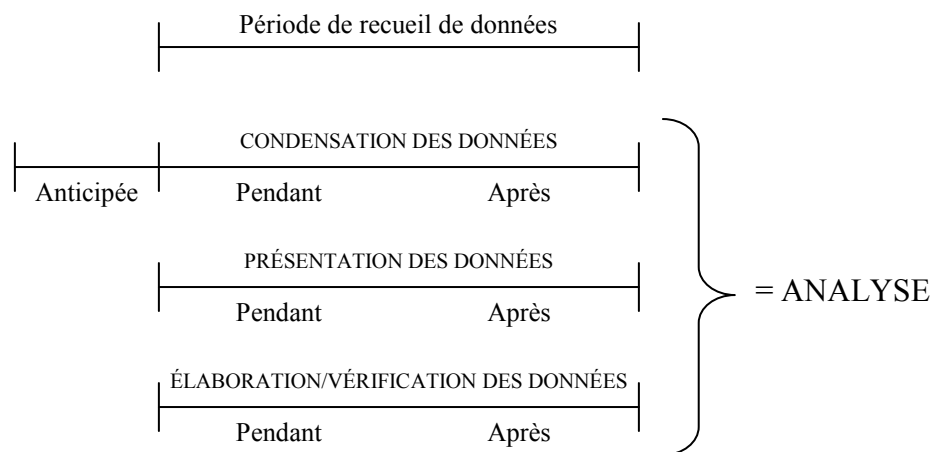 Période de recueil de données
CONDENSATION DES DONNÉES
Anticipée Pendant Après
PRÉSENTATION DES DONNÉES
Pendant Après
= ANALYSE
ÉLABORATION/VÉRIFICATION DES DONNÉES
Pendant Après